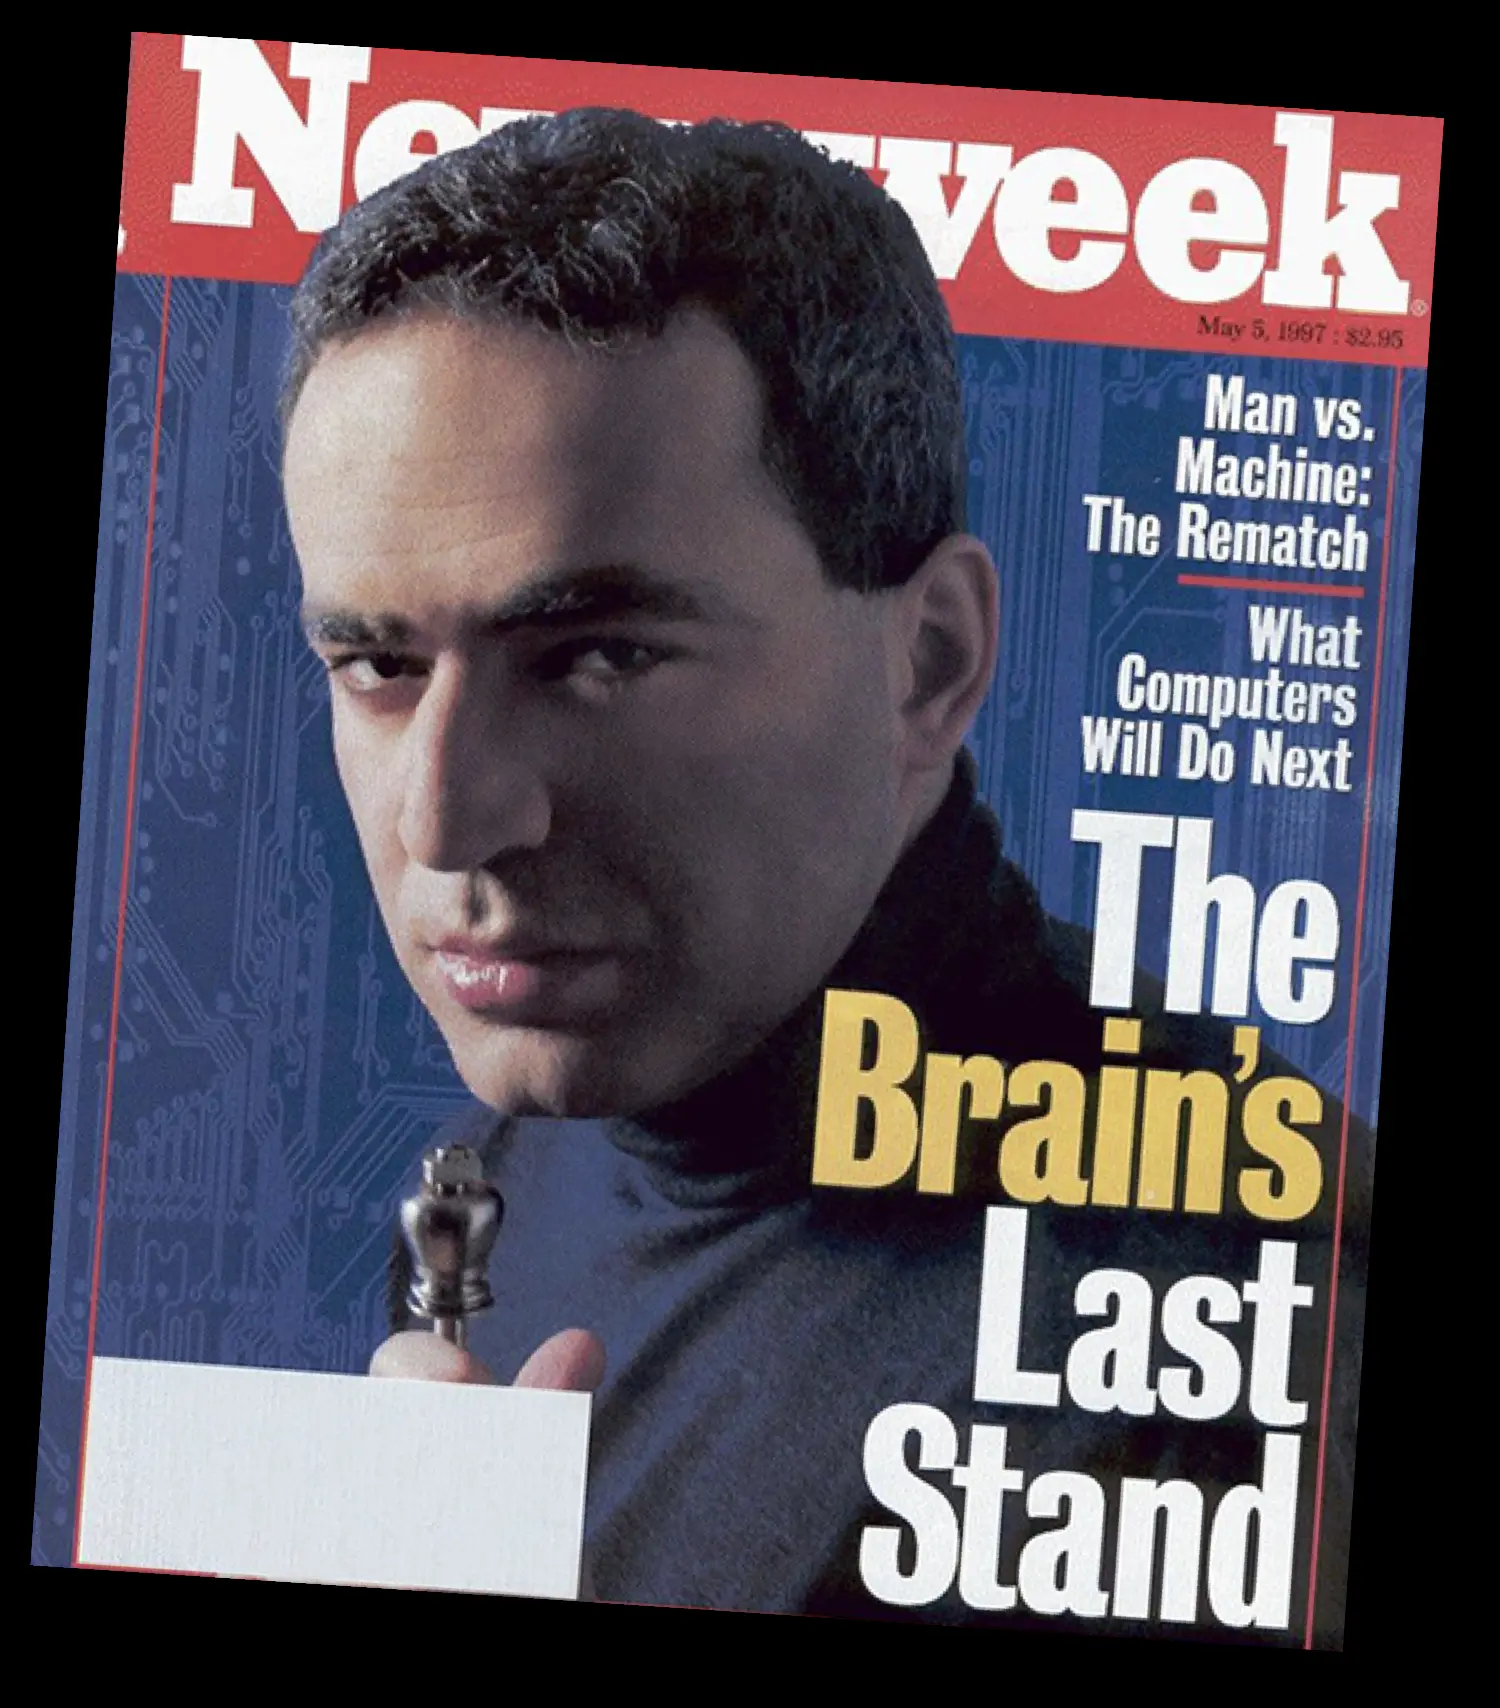 Newsweek
May 5, 1997 : $2.95
Man vs.
Machine:
The Rematch
What
Computers
Will Do Next
The
Brain's
Last
Stand